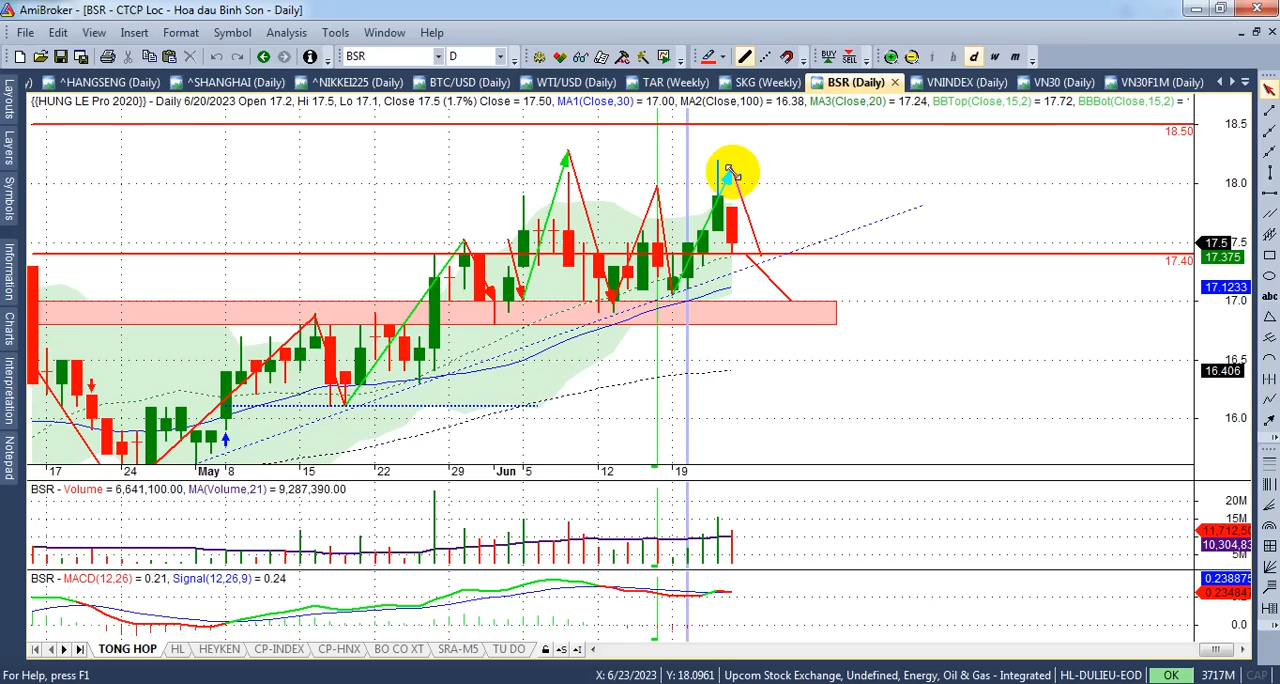 AmiBroker - [BSR - CTCP Loc - Hoa dau Binh Son - Daily]
File Edit View Insert Format Symbol Analysis Tools Window Help
BSR D BUY SELL i h d w m
^HANGSENG (Daily) ^SHANGHAI (Daily) ^NIKKEI225 (Daily) BTC/USD (Daily) WTI/USD (Daily) TAR (Weekly) SKG (Weekly) BSR (Daily) VNINDEX (Daily) VN30 (Daily) VN30F1M (Daily)
{{HUNG LE Pro 2020}} - Daily 6/20/2023 Open 17.2, Hi 17.5, Lo 17.1, Close 17.5 (1.7%) Close = 17.50, MA1(Close,30) = 17.00, MA2(Close,100) = 16.38, MA3(Close,20) = 17.24, BBTop(Close,15,2) = 17.72, BBBot(Close,15,2) =
Layouts
Layers
Symbols
Information
Charts
Interpretation
Notepad
abc
18.5
18.50
18.0
17.5
17.5
17.40
17.375
17.1233
17.0
16.5
16.406
16.0
17 24 May 8 15 22 29 Jun 5 12 19
BSR - Volume = 6,641,100.00, MA(Volume,21) = 9,287,390.00
20M
15M
11,712,50
10,304,83
5M
BSR - MACD(12,26) = 0.21, Signal(12,26,9) = 0.24
0.238875
0.234847
0.0
TONG HOP HL HEYKEN CP-INDEX CP-HNX BO CO XT SRA-M5 TU DO
For Help, press F1 X: 6/23/2023 Y: 18.0961 Upcom Stock Exchange, Undefined, Energy, Oil & Gas - Integrated HL-DULIEU-EOD OK 3717M CAP